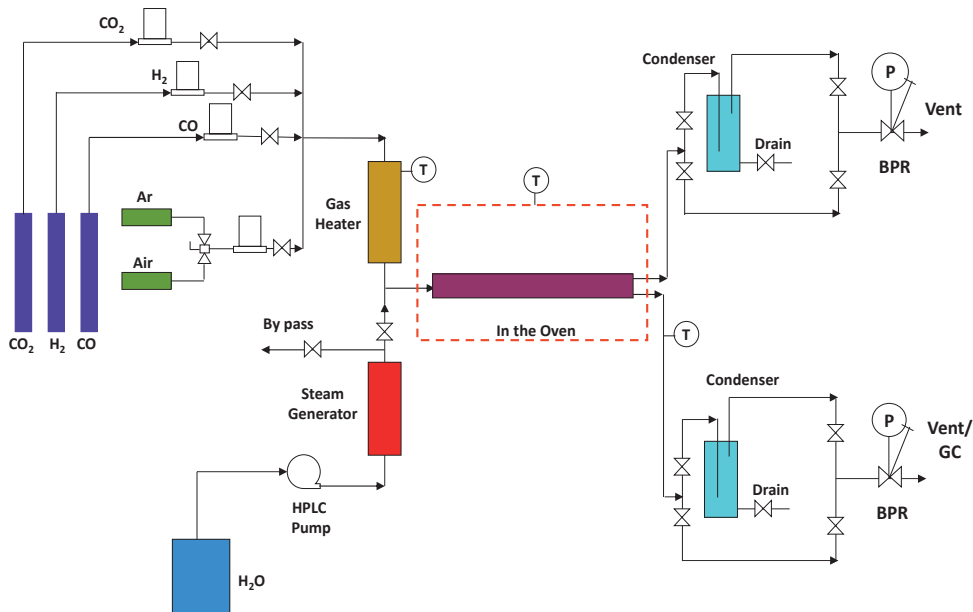 CO₂
H₂
CO
Ar
Air
CO₂
H₂
CO
Gas
Heater
T
T
In the Oven
By pass
Steam
Generator
HPLC
Pump
H₂O
Condenser
Drain
P
Vent
BPR
T
Condenser
Drain
P
Vent/
GC
BPR